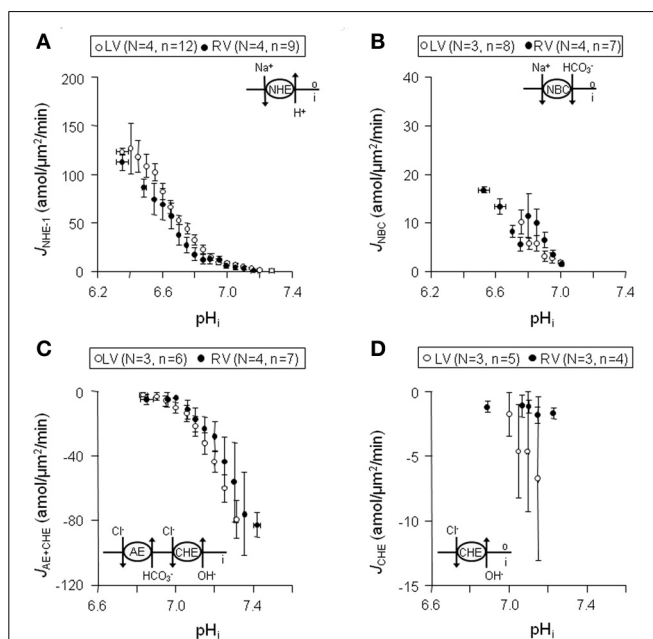 A
○ LV (N=4, n=12) ● RV (N=4, n=9)
200
150
100
50
0
J NHE-1 (amol/µm²/min)
6.2 6.6 7.0 7.4
pHi
Na⁺
NHE
o
i
H⁺
B
○ LV (N=3, n=8) ● RV (N=4, n=7)
40
30
20
10
0
J NBC (amol/µm²/min)
6.2 6.6 7.0 7.4
pHi
Na⁺ HCO₃⁻
NBC
o
i
C
○ LV (N=3, n=6) ● RV (N=4, n=7)
0
-40
-80
-120
J AE+CHE (amol/µm²/min)
6.6 7.0 7.4
pHi
Cl⁻ Cl⁻
AE CHE
i
HCO₃⁻ OH⁻
D
○ LV (N=3, n=5) ● RV (N=3, n=4)
0
-5
-10
-15
J CHE (amol/µm²/min)
6.6 7.0 7.4
pHi
Cl⁻
CHE
o
i
OH⁻